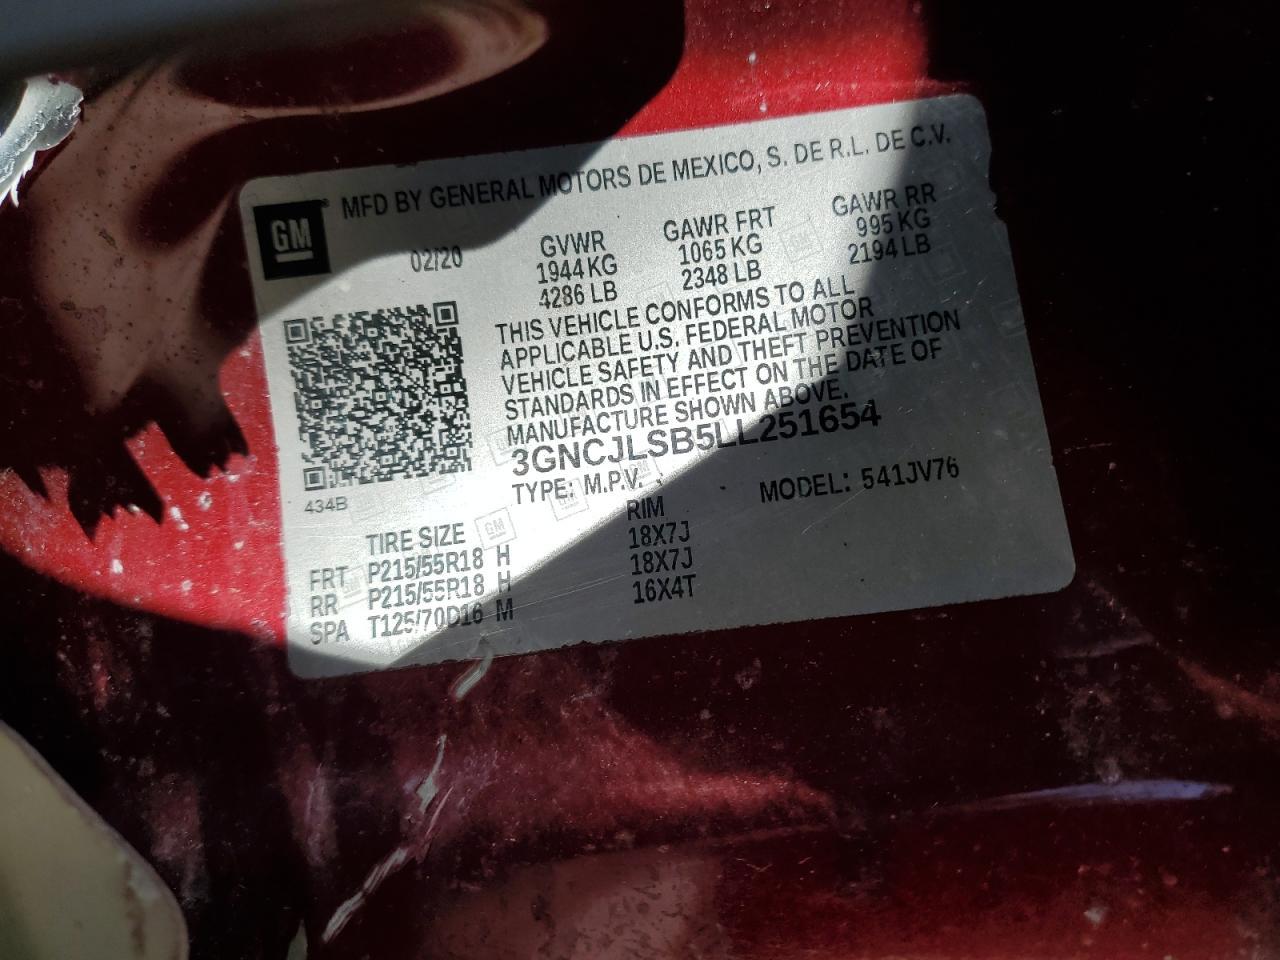 MFD BY GENERAL MOTORS DE MEXICO, S. DE R.L. DE C.V.
GM
02/20
GVWR GAWR FRT GAWR RR
1944 KG 1065 KG 995 KG
4286 LB 2348 LB 2194 LB
THIS VEHICLE CONFORMS TO ALL
APPLICABLE U.S. FEDERAL MOTOR
VEHICLE SAFETY AND THEFT PREVENTION
STANDARDS IN EFFECT ON THE DATE OF
MANUFACTURE SHOWN ABOVE.
3GNCJLSB5LL251654
TYPE: M.P.V. MODEL: 541JV76
434B
TIRE SIZE RIM
FRT P215/55R18 H 18X7J
RR P215/55R18 H 18X7J
SPA T125/70D16 M 16X4T